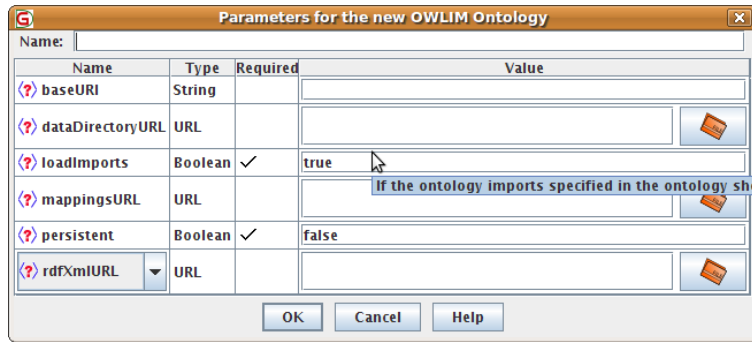 Parameters for the new OWLIM Ontology
Name:
Name Type Required Value
<?> baseURI String
<?> dataDirectoryURL URL
<?> loadImports Boolean ✓ true
If the ontology imports specified in the ontology sh
<?> mappingsURL URL
<?> persistent Boolean ✓ false
<?> rdfXmlURL URL
OK Cancel Help